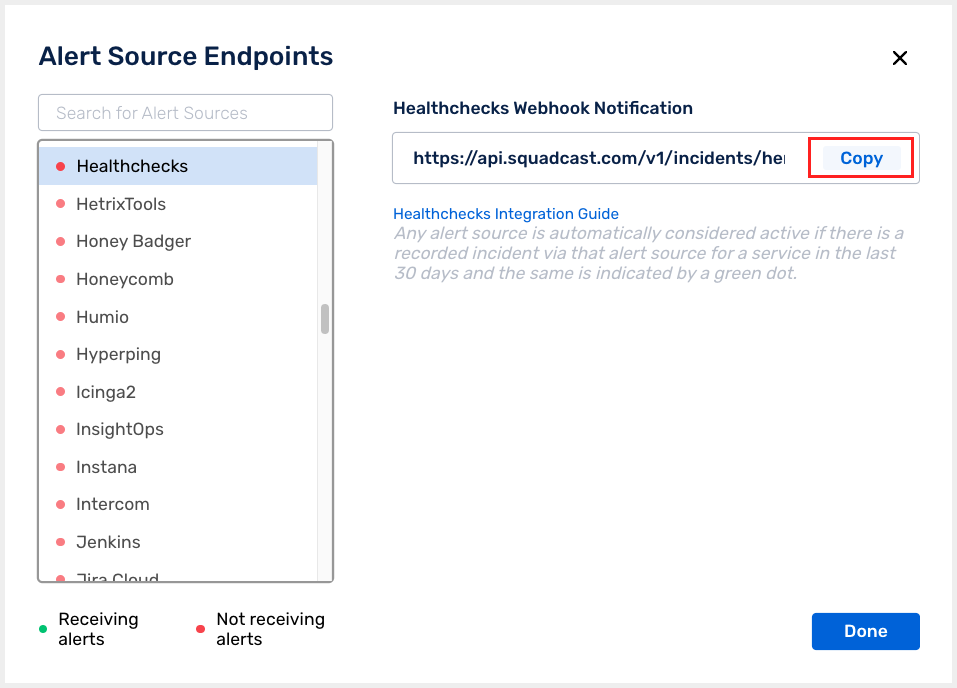 Alert Source Endpoints
Search for Alert Sources
Healthchecks
HetrixTools
Honey Badger
Honeycomb
Humio
Hyperping
Icinga2
InsightOps
Instana
Intercom
Jenkins
Jira Cloud
Receiving
alerts
Not receiving
alerts
Healthchecks Webhook Notification
https://api.squadcast.com/v1/incidents/he
Copy
Healthchecks Integration Guide
Any alert source is automatically considered active if there is a
recorded incident via that alert source for a service in the last
30 days and the same is indicated by a green dot.
Done